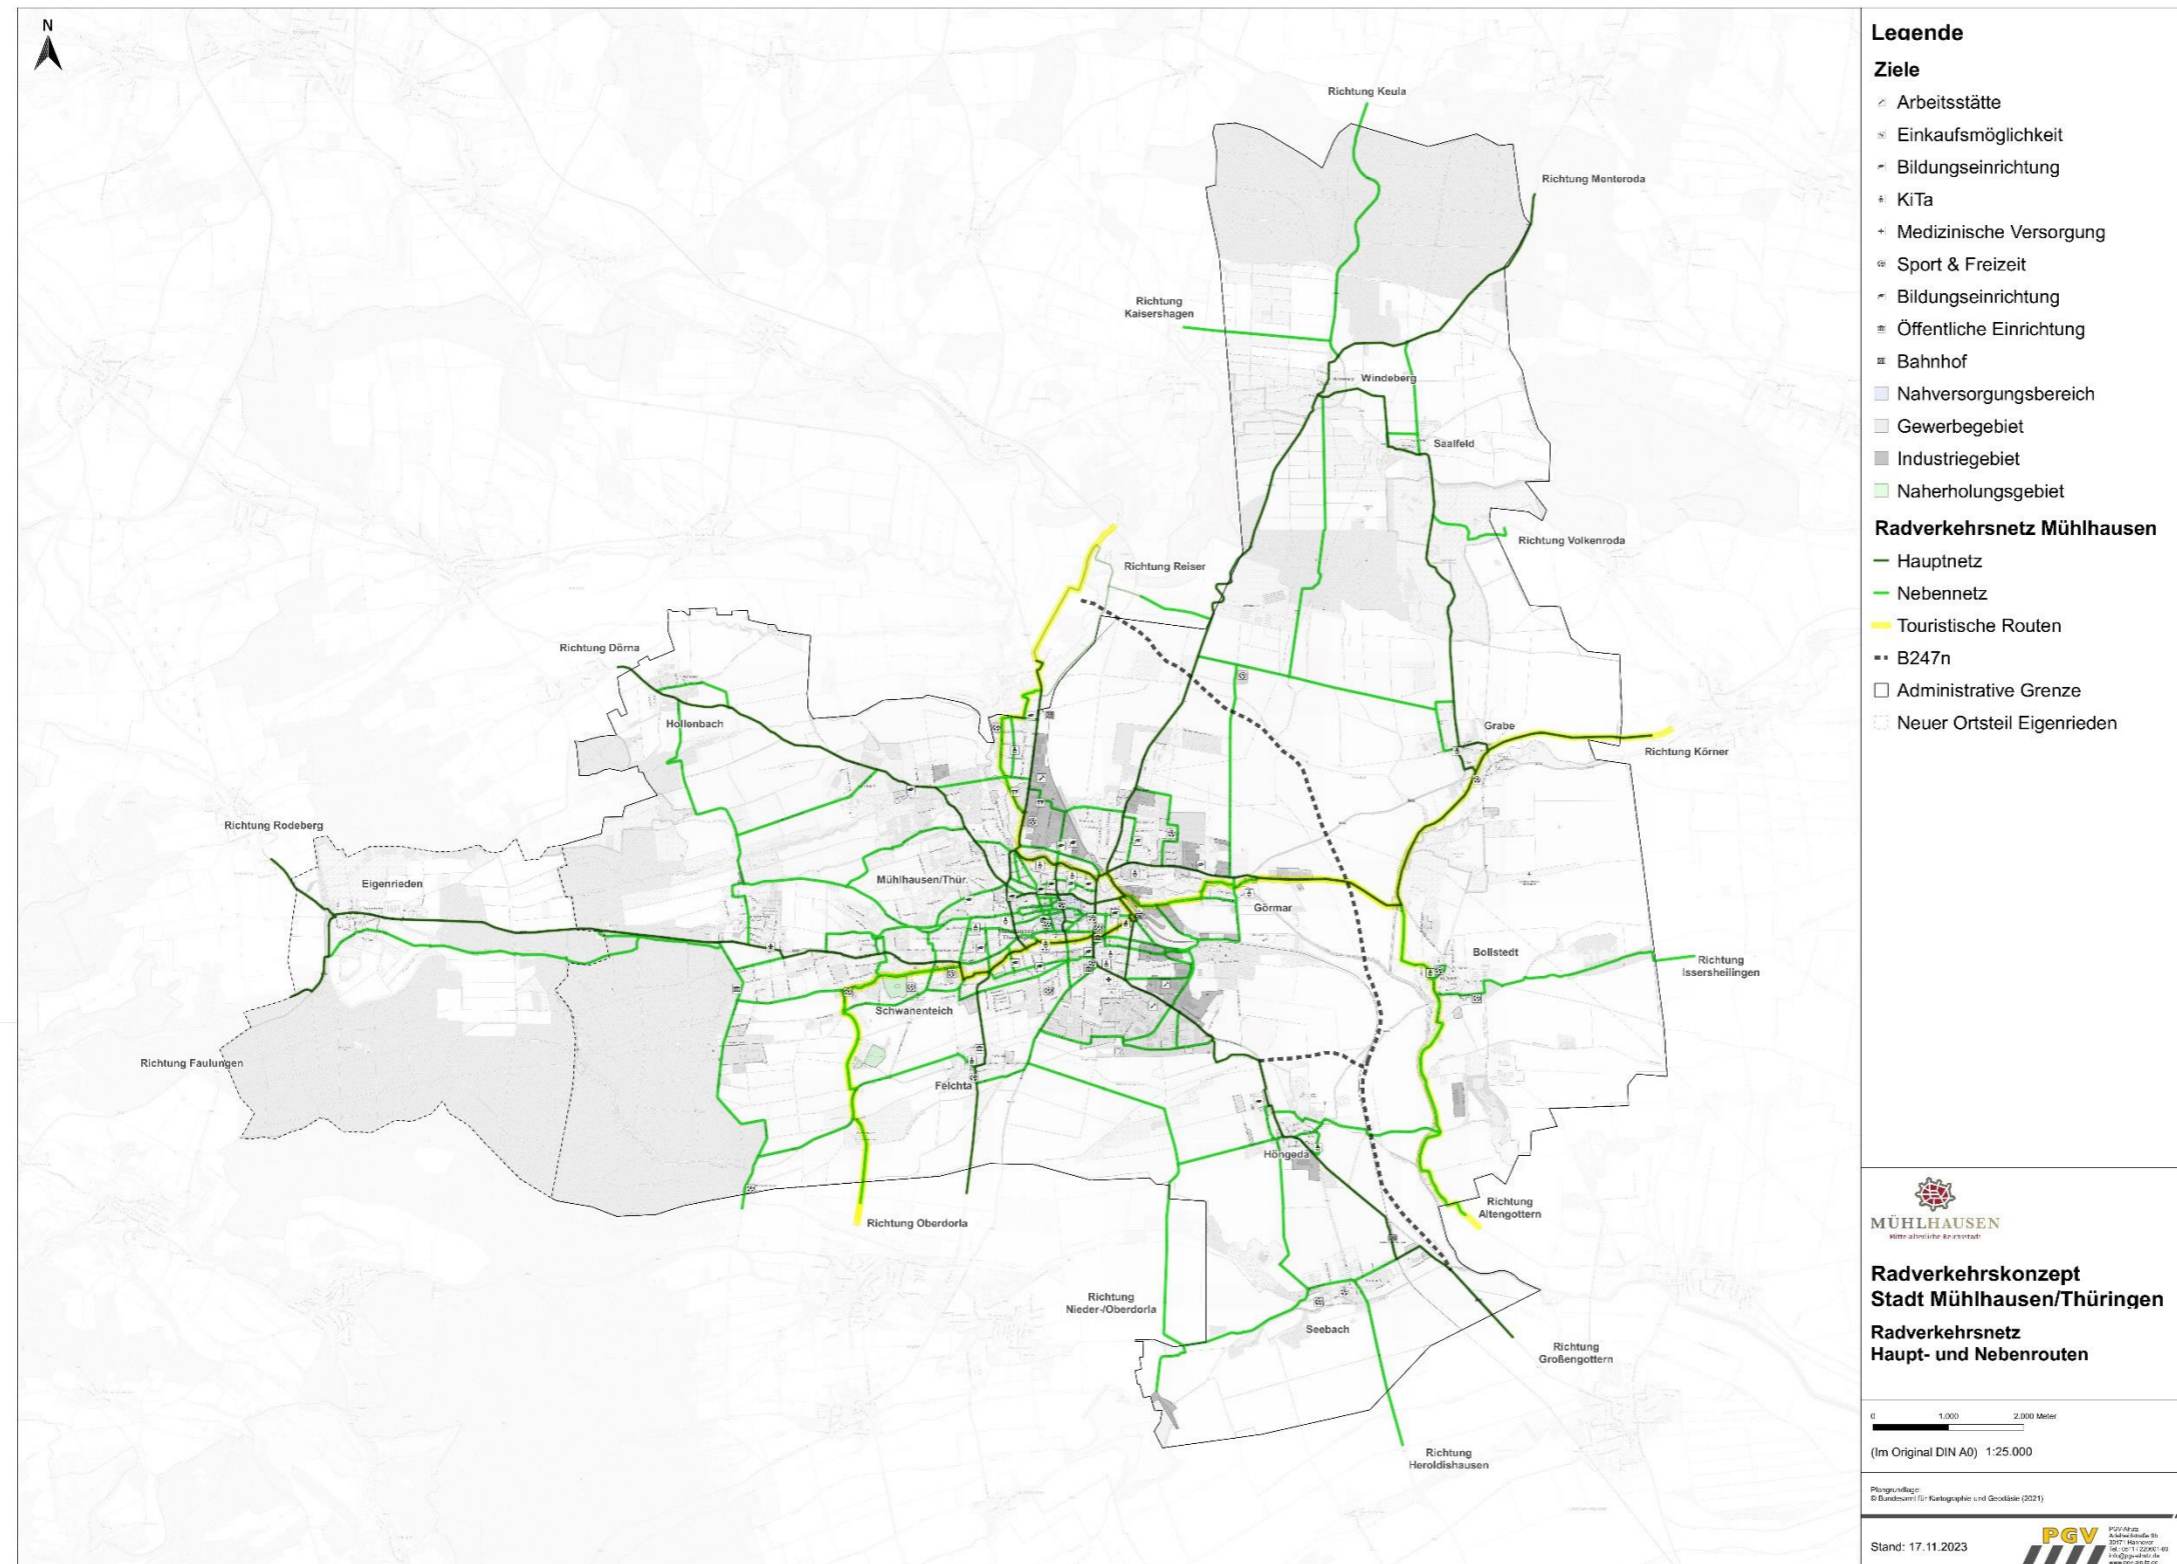 N
Richtung Keula
Richtung Menteroda
Richtung
Kaisershagen
Windeberg
Saalfeld
Richtung Volkenroda
Richtung Reiser
Richtung Dörna
Hollenbach
Grabe
Richtung Körner
Richtung Rodeberg
Eigenrieden
Mühlhausen/Thür.
Görmar
Bollstedt
Richtung
Issersheilingen
Schwanenteich
Richtung Faulungen
Felchta
Höngeda
Richtung
Altengottern
Richtung Oberdorla
Richtung
Nieder-/Oberdorla
Seebach
Richtung
Großengottern
Richtung
Heroldishausen
Legende
Ziele
Arbeitsstätte
Einkaufsmöglichkeit
Bildungseinrichtung
KiTa
Medizinische Versorgung
Sport & Freizeit
Bildungseinrichtung
Öffentliche Einrichtung
Bahnhof
Nahversorgungsbereich
Gewerbegebiet
Industriegebiet
Naherholungsgebiet
Radverkehrsnetz Mühlhausen
Hauptnetz
Nebennetz
Touristische Routen
B247n
Administrative Grenze
Neuer Ortsteil Eigenrieden
MÜHLHAUSEN
Mittelalterliche Reichsstadt
Radverkehrskonzept
Stadt Mühlhausen/Thüringen
Radverkehrsnetz
Haupt- und Nebenrouten
0 1.000 2.000 Meter
(Im Original DIN A0) 1:25.000
Plangrundlage:
© Bundesamt für Kartographie und Geodäsie (2021)
Stand: 17.11.2023
PGV